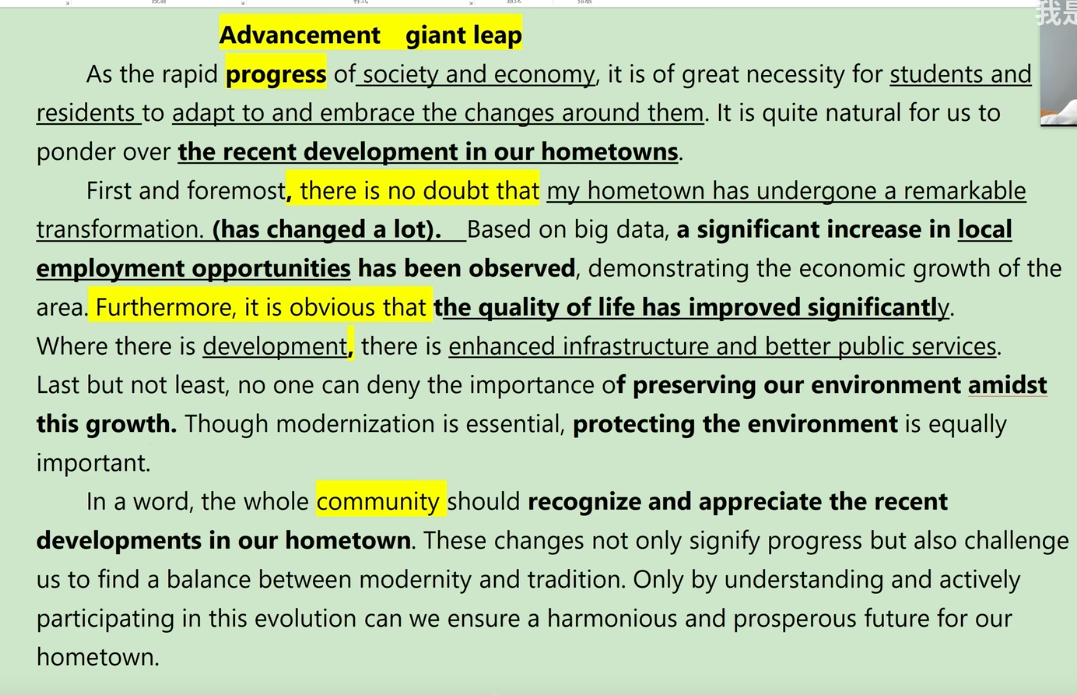 我是
Advancement giant leap
As the rapid progress of society and economy, it is of great necessity for students and
residents to adapt to and embrace the changes around them. It is quite natural for us to
ponder over the recent development in our hometowns.
First and foremost, there is no doubt that my hometown has undergone a remarkable
transformation. (has changed a lot). Based on big data, a significant increase in local
employment opportunities has been observed, demonstrating the economic growth of the
area. Furthermore, it is obvious that the quality of life has improved significantly.
Where there is development, there is enhanced infrastructure and better public services.
Last but not least, no one can deny the importance of preserving our environment amidst
this growth. Though modernization is essential, protecting the environment is equally
important.
In a word, the whole community should recognize and appreciate the recent
developments in our hometown. These changes not only signify progress but also challenge
us to find a balance between modernity and tradition. Only by understanding and actively
participating in this evolution can we ensure a harmonious and prosperous future for our
hometown.